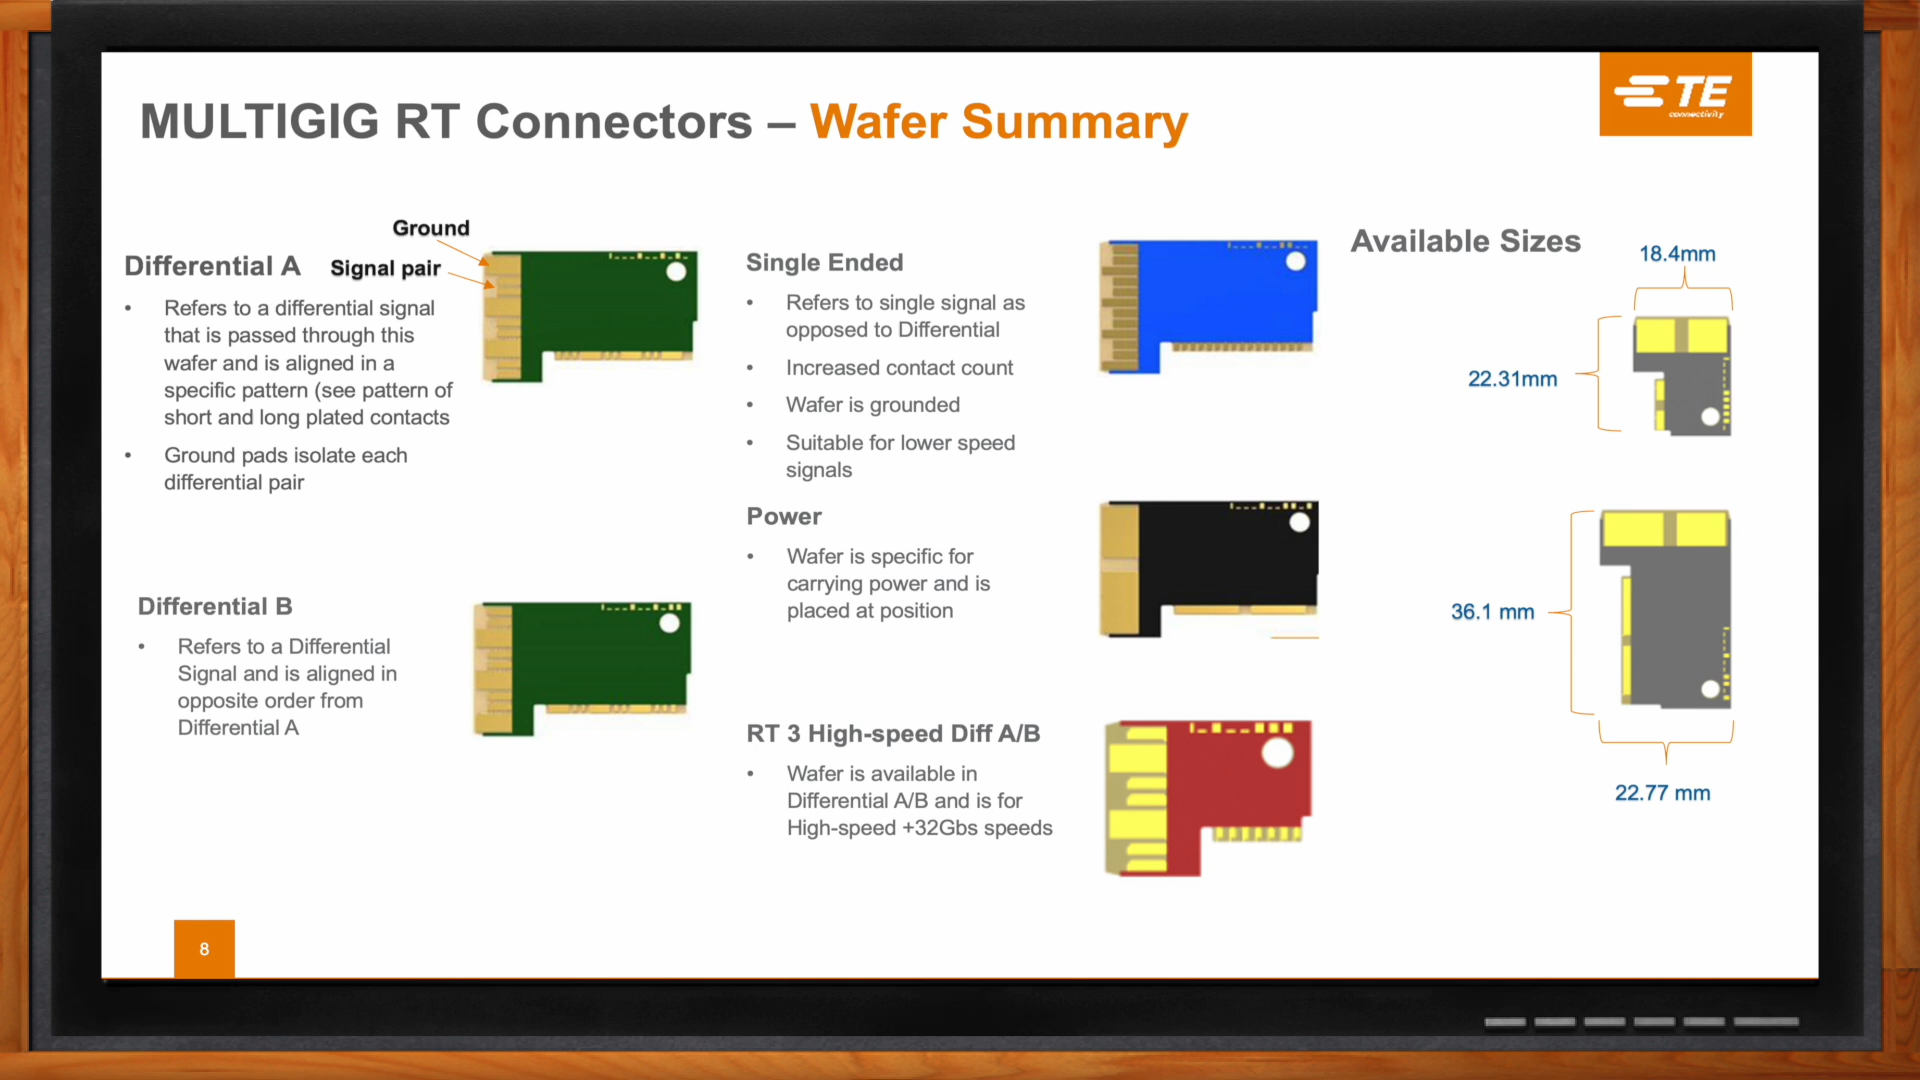 MULTIGIG RT Connectors – Wafer Summary
TE
connectivity
Ground
Signal pair
Differential A
• Refers to a differential signal
that is passed through this
wafer and is aligned in a
specific pattern (see pattern of
short and long plated contacts
• Ground pads isolate each
differential pair
Differential B
• Refers to a Differential
Signal and is aligned in
opposite order from
Differential A
Single Ended
• Refers to single signal as
opposed to Differential
• Increased contact count
• Wafer is grounded
• Suitable for lower speed
signals
Power
• Wafer is specific for
carrying power and is
placed at position
RT 3 High-speed Diff A/B
• Wafer is available in
Differential A/B and is for
High-speed +32Gbs speeds
Available Sizes
18.4mm
22.31mm
36.1 mm
22.77 mm
8